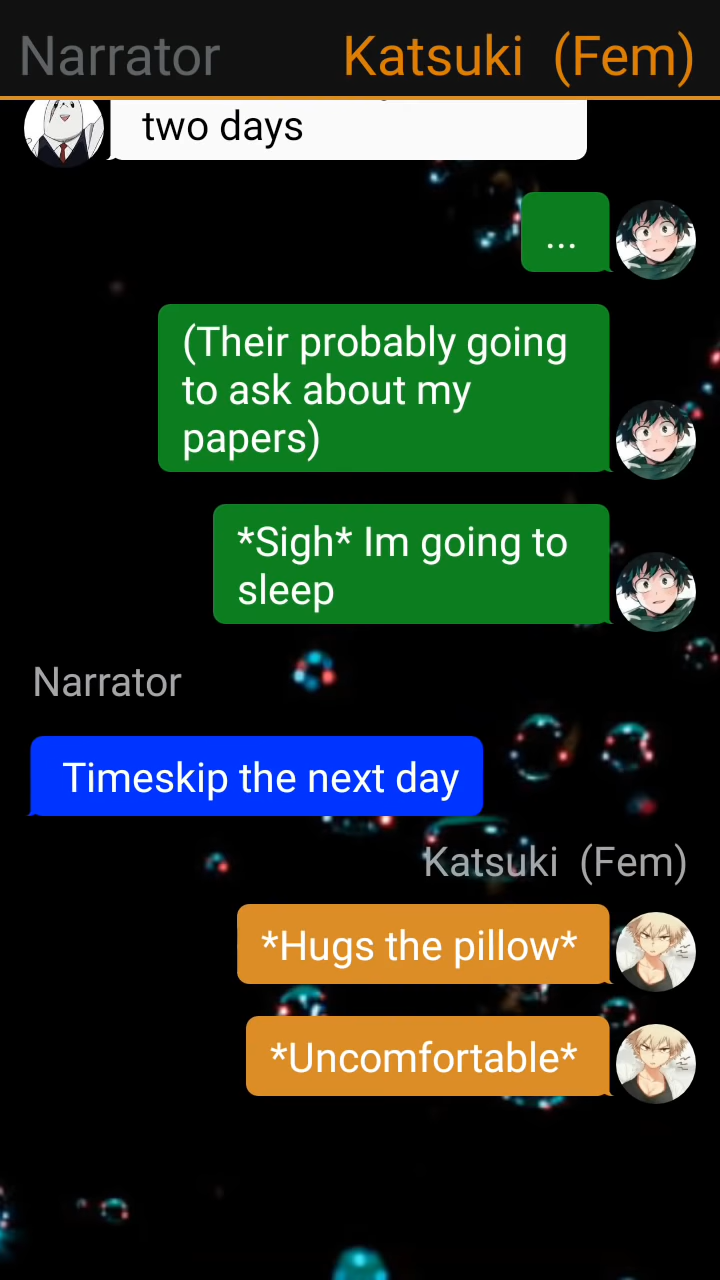 Narrator
Katsuki (Fem)
two days
...
(Their probably going
to ask about my
papers)
*Sigh* Im going to
sleep
Narrator
Timeskip the next day
Katsuki (Fem)
*Hugs the pillow*
*Uncomfortable*